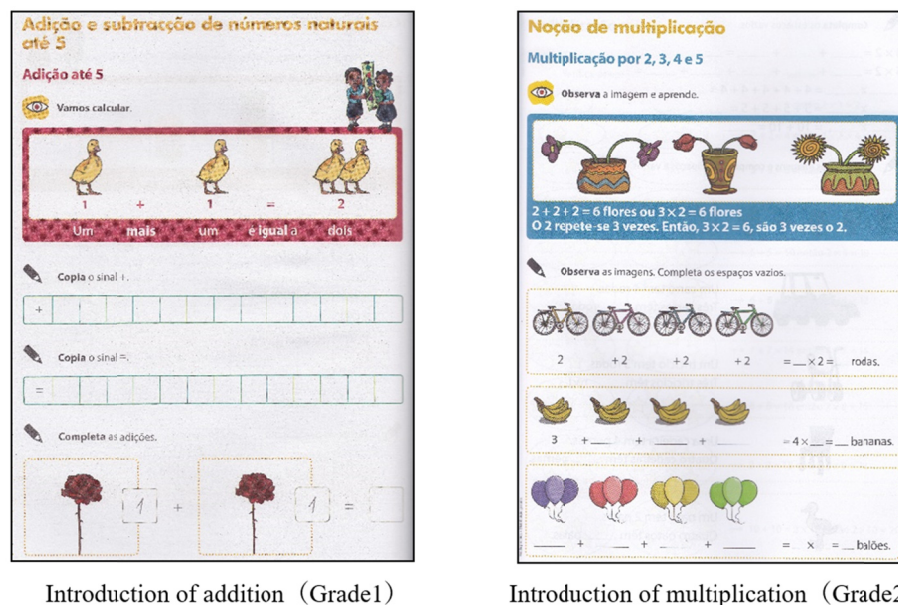 Adição e subtracção de números naturais
até 5
Adição até 5
Vamos calcular.
1 + 1 = 2
Um mais um é igual a dois
Copia o sinal +.
+
Copia o sinal =.
=
Completa as adições.
1 + 1 =
Introduction of addition（Grade1）
Noção de multiplicação
Multiplicação por 2, 3, 4 e 5
Observa a imagem e aprende.
2 + 2 + 2 = 6 flores ou 3 × 2 = 6 flores
O 2 repete-se 3 vezes. Então, 3 × 2 = 6, são 3 vezes o 2.
Observa as imagens. Completa os espaços vazios.
2 + 2 + 2 + 2 = __ × 2 = rodas.
3 + __ + __ + = 4 × __ = __ bananas.
__ + __ + __ + __ = × = __ balões.
Introduction of multiplication（Grade2